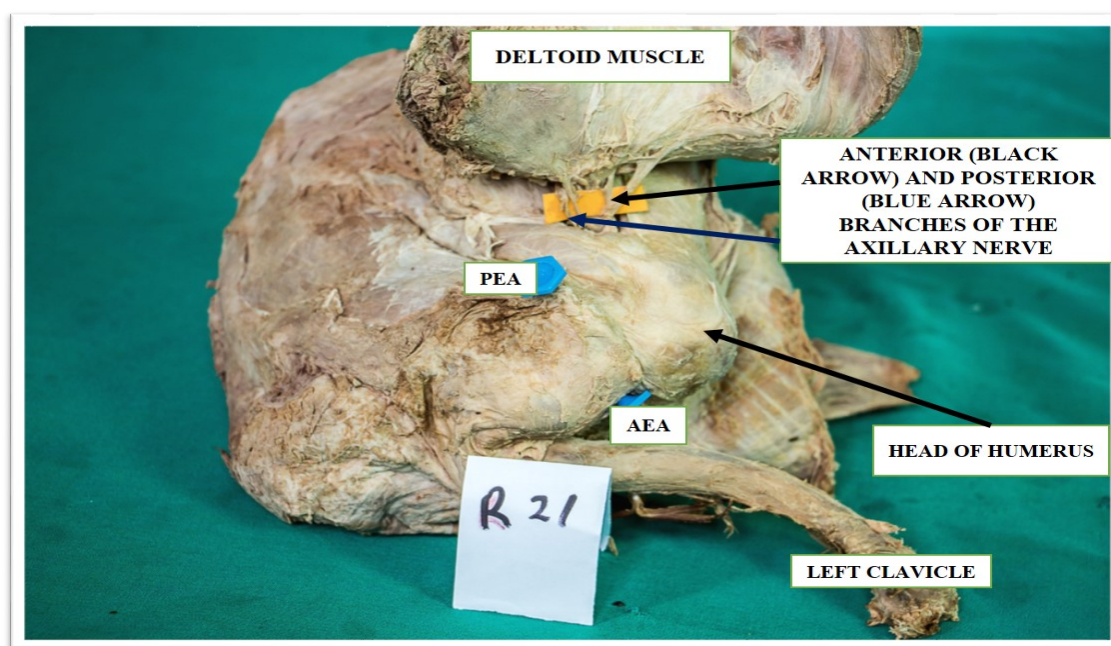 DELTOID MUSCLE
ANTERIOR (BLACK
ARROW) AND POSTERIOR
(BLUE ARROW)
BRANCHES OF THE
AXILLARY NERVE
PEA
AEA
HEAD OF HUMERUS
R 21
LEFT CLAVICLE